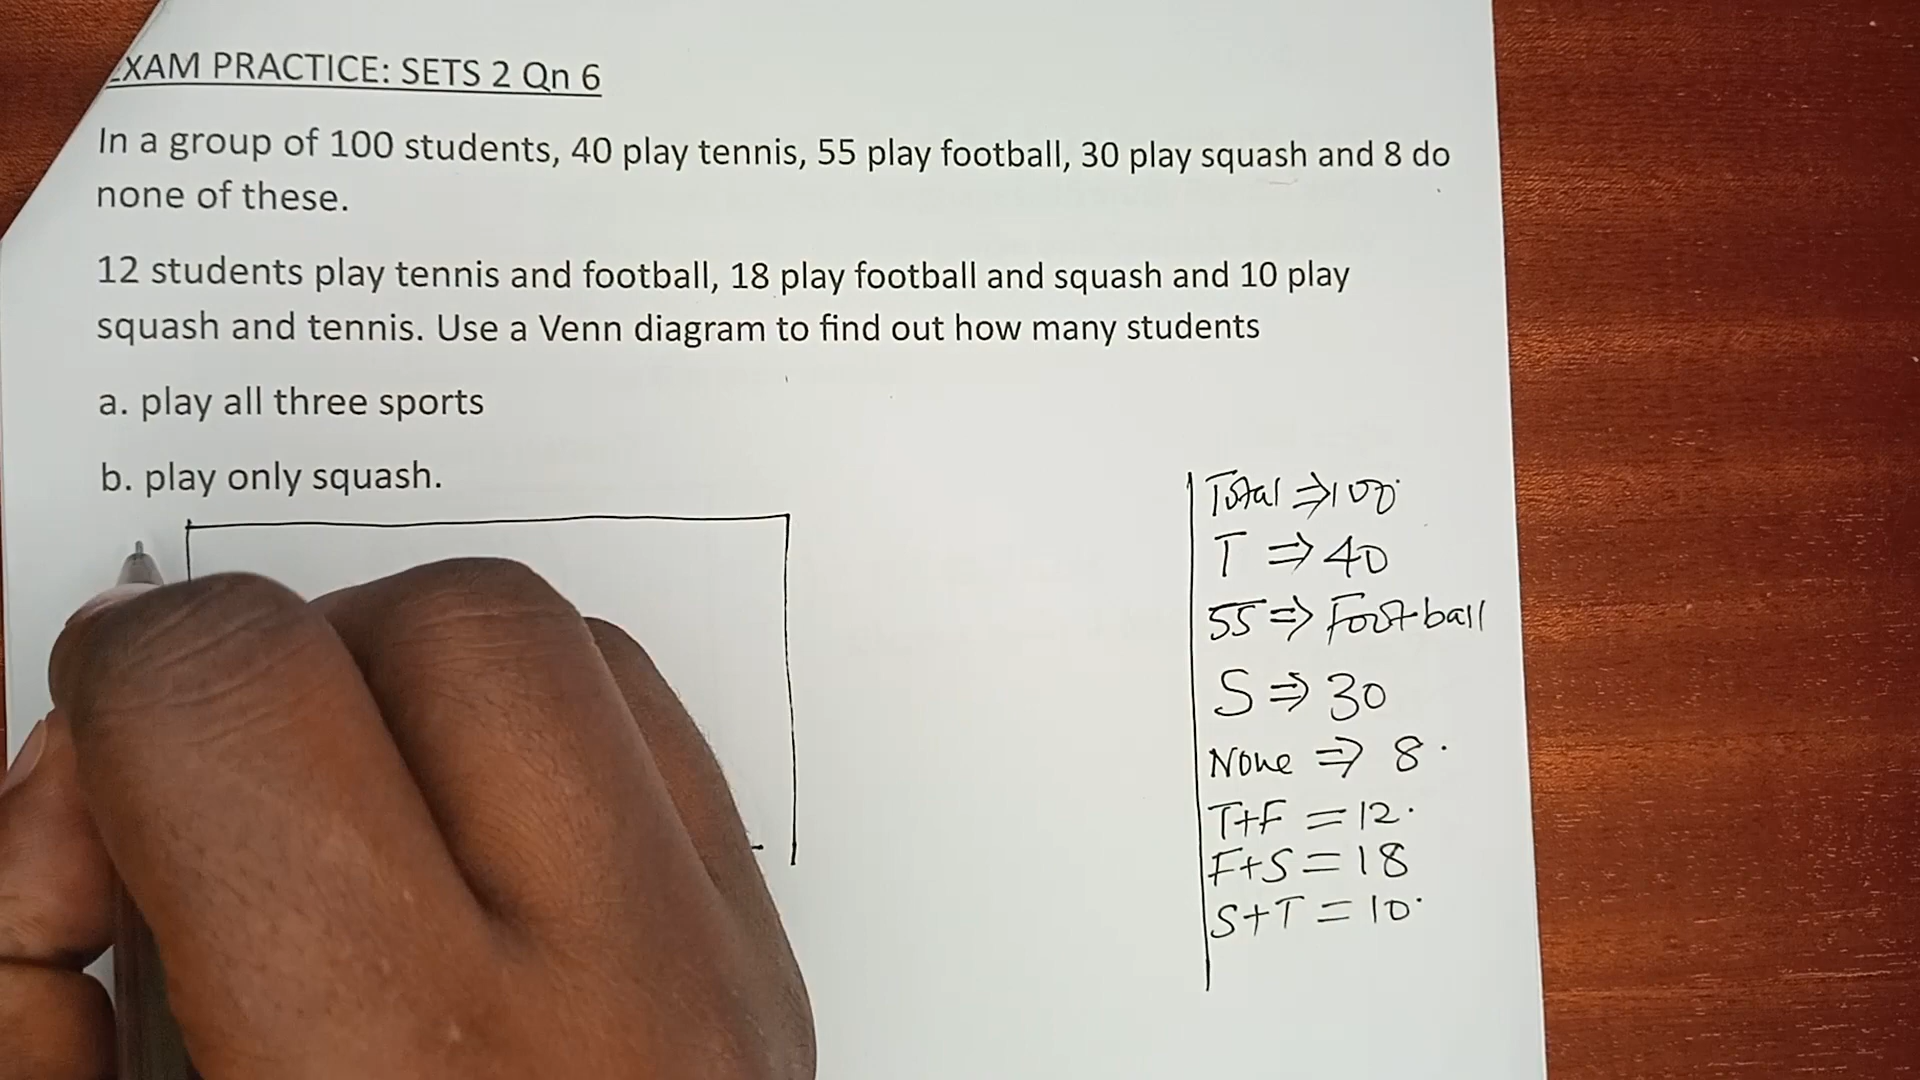 EXAM PRACTICE: SETS 2 Qn 6
In a group of 100 students, 40 play tennis, 55 play football, 30 play squash and 8 do
none of these.
12 students play tennis and football, 18 play football and squash and 10 play
squash and tennis. Use a Venn diagram to find out how many students
a. play all three sports
b. play only squash.
Total ⇒ 100
T ⇒ 40
55 ⇒ Football
S ⇒ 30
None ⇒ 8
T+F = 12
F+S = 18
S+T = 10